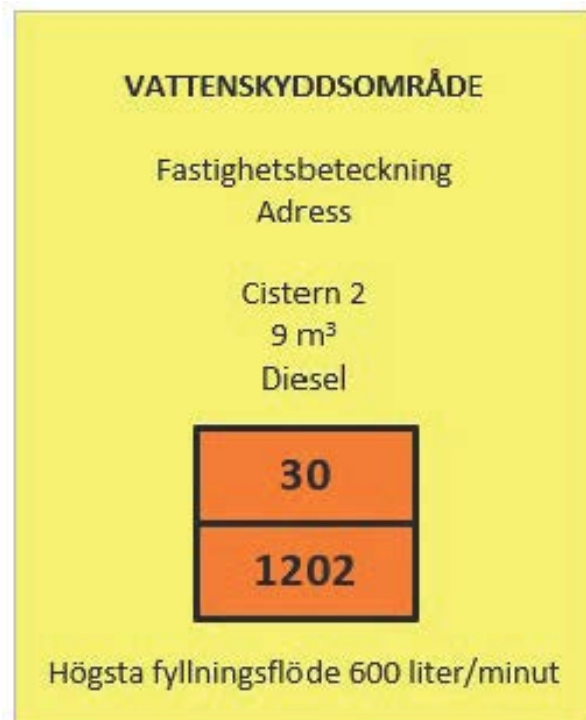 VATTENSKYDDSOMRÅDE
Fastighetsbeteckning
Adress
Cistern 2
9 m³
Diesel
30
1202
Högsta fyllningsflöde 600 liter/minut